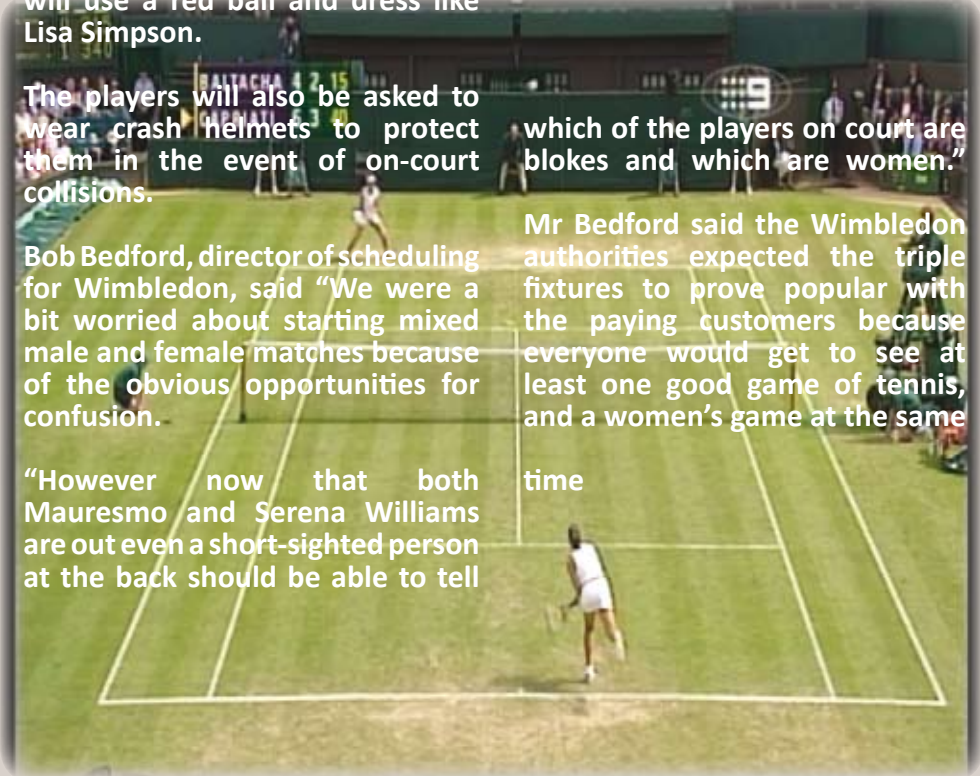 will use a red ball and dress like
Lisa Simpson.
The players will also be asked to
wear crash helmets to protect
them in the event of on-court
collisions.
Bob Bedford, director of scheduling
for Wimbledon, said “We were a
bit worried about starting mixed
male and female matches because
of the obvious opportunities for
confusion.
“However now that both
Mauresmo and Serena Williams
are out even a short-sighted person
at the back should be able to tell
which of the players on court are
blokes and which are women.”
Mr Bedford said the Wimbledon
authorities expected the triple
fixtures to prove popular with
the paying customers because
everyone would get to see at
least one good game of tennis,
and a women’s game at the same
time
BALTACHA 4 2 15
CAPRIATI 6 3 40
9